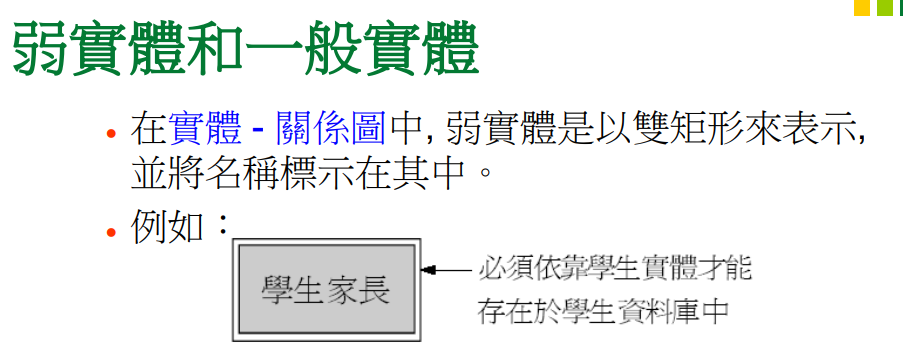 弱實體和一般實體
• 在實體 - 關係圖中, 弱實體是以雙矩形來表示,
並將名稱標示在其中。
• 例如：
學生家長
必須依靠學生實體才能
存在於學生資料庫中